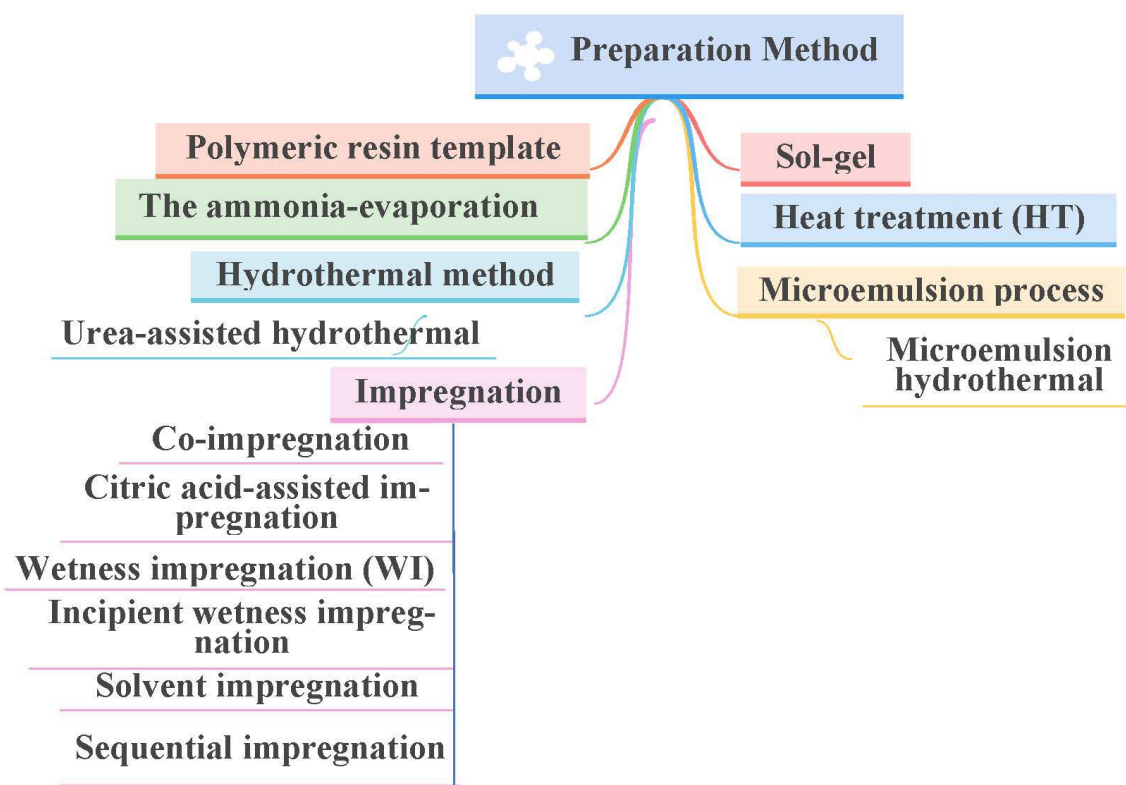 Preparation Method
Polymeric resin template
The ammonia-evaporation
Hydrothermal method
Urea-assisted hydrothermal
Impregnation
Co-impregnation
Citric acid-assisted im-
pregnation
Wetness impregnation (WI)
Incipient wetness impreg-
nation
Solvent impregnation
Sequential impregnation
Sol-gel
Heat treatment (HT)
Microemulsion process
Microemulsion
hydrothermal